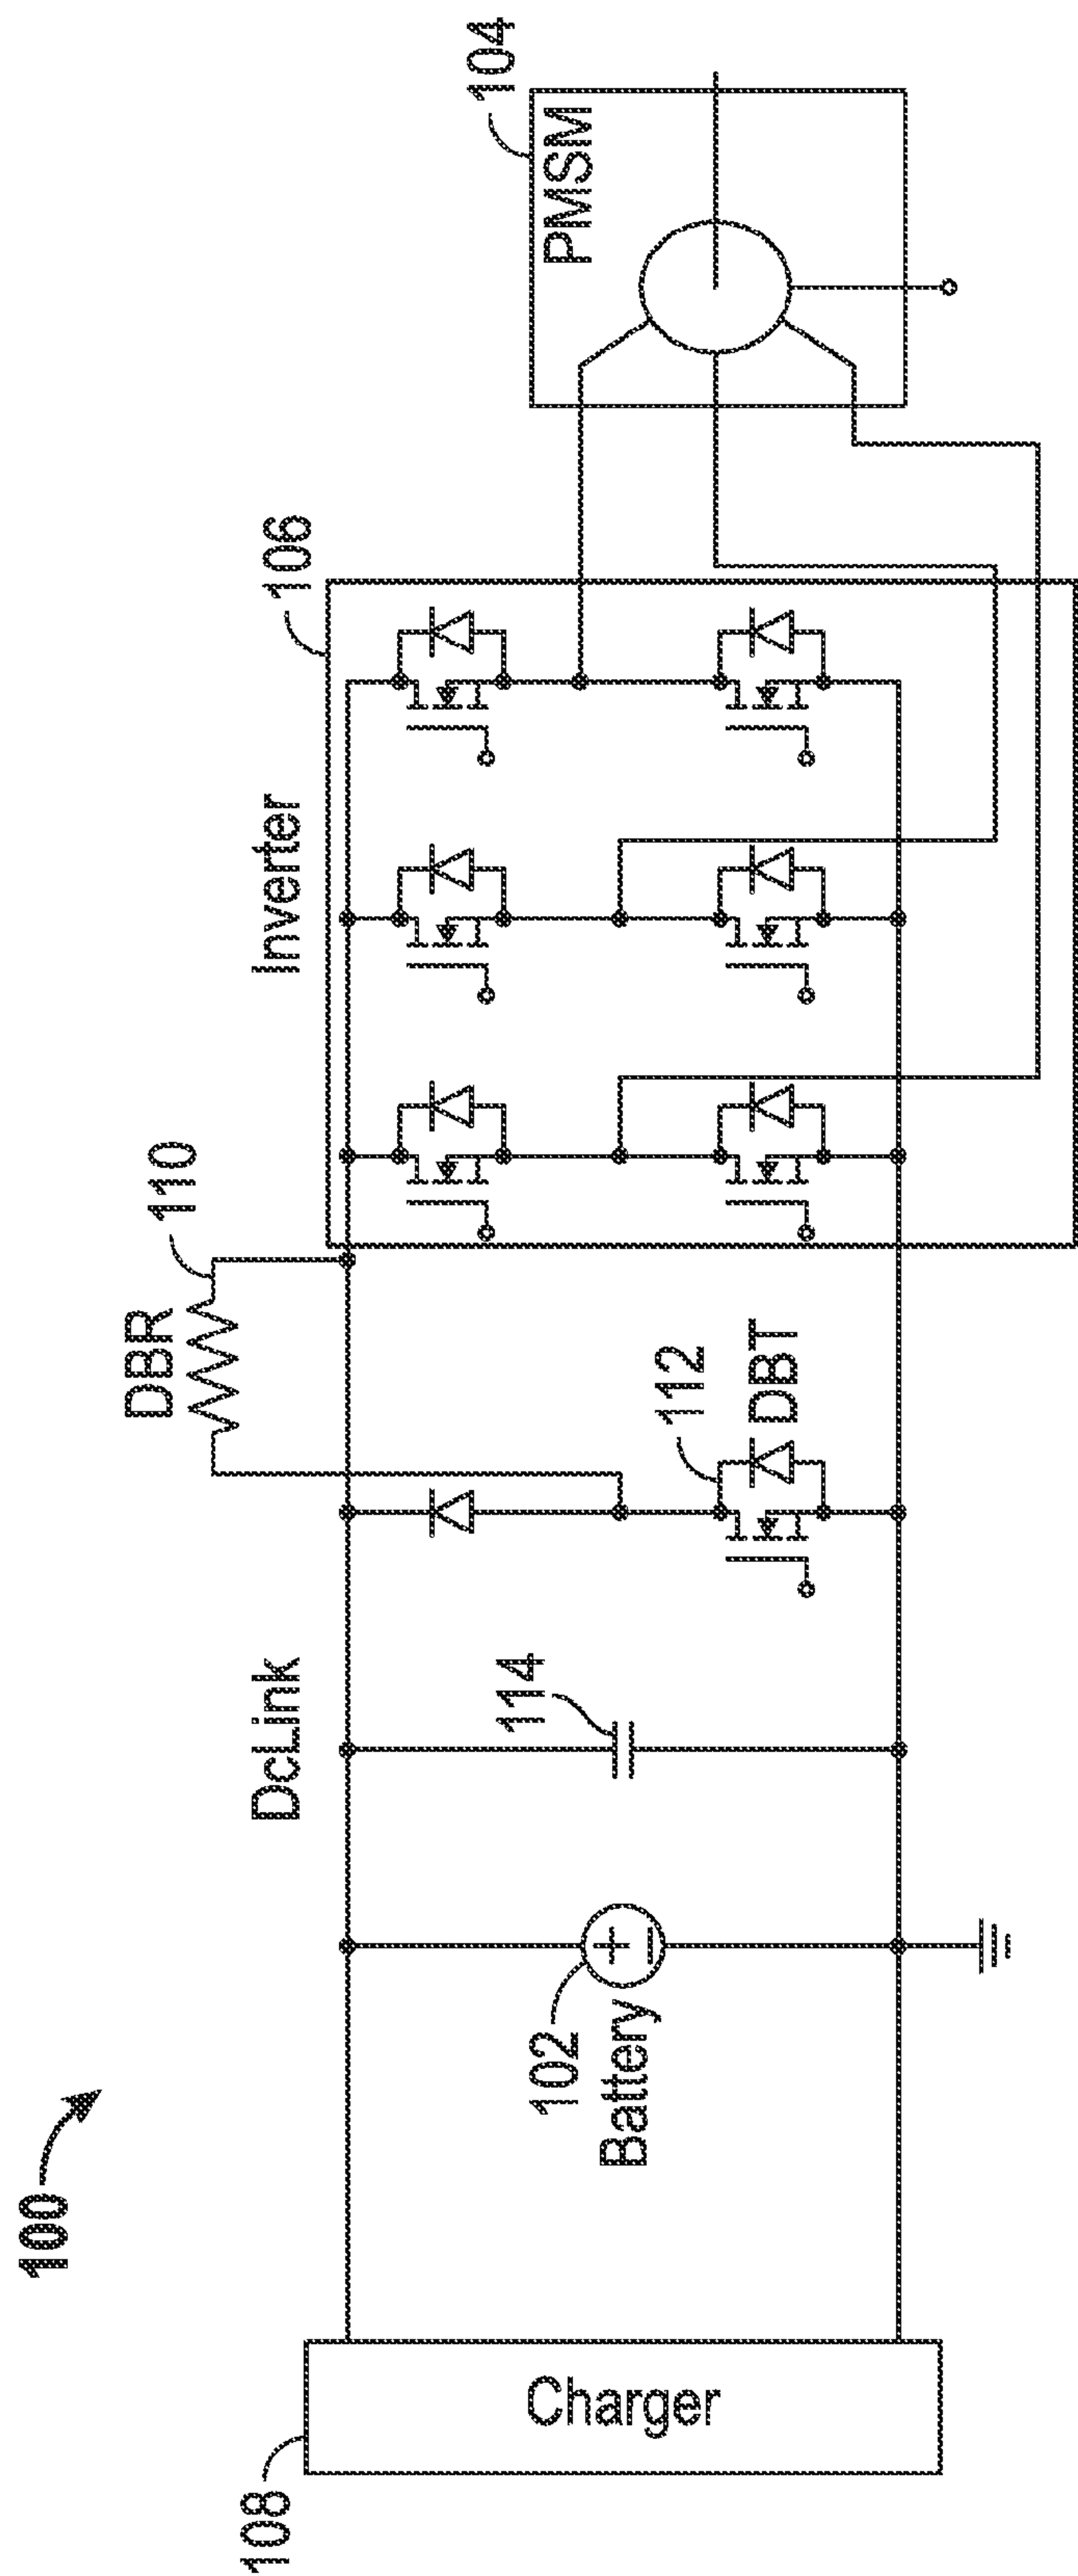 100
108
Charger
102
Battery
DcLink
114
DBR
110
112
DBT
Inverter
106
104
PMSM